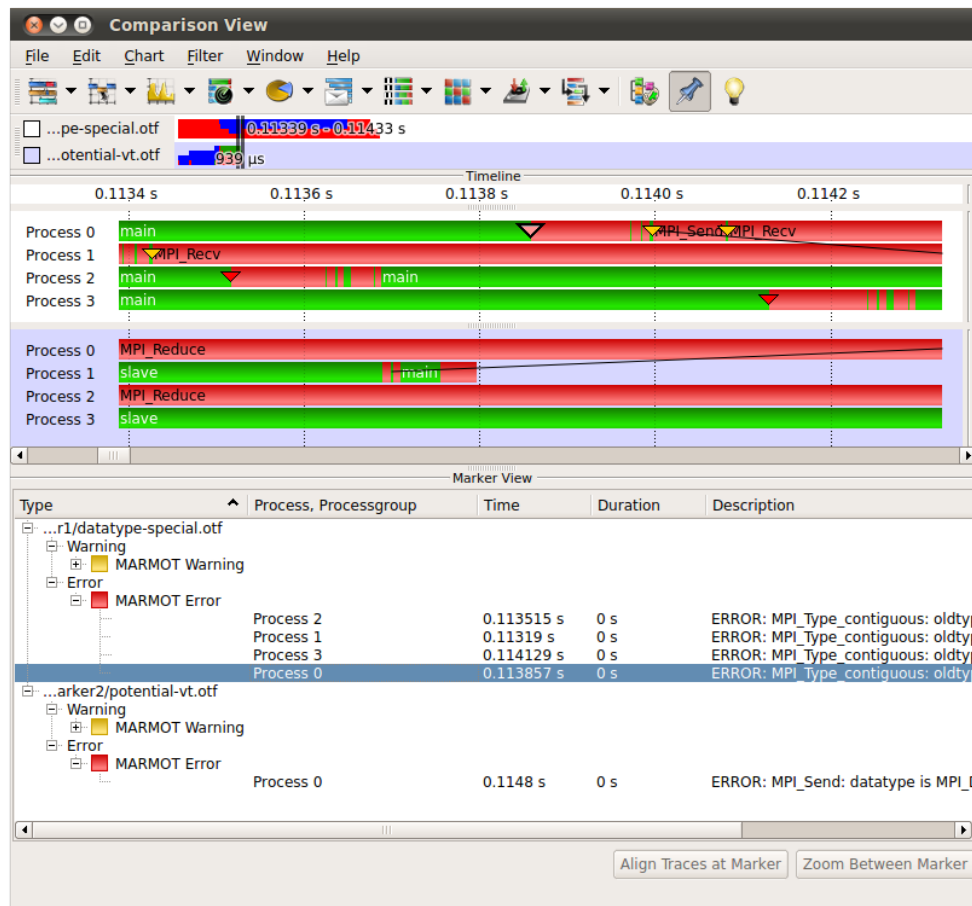 Comparison View
File Edit Chart Filter Window Help
...pe-special.otf 0.11339 s - 0.11433 s
...otential-vt.otf 939 µs
Timeline
0.1134 s 0.1136 s 0.1138 s 0.1140 s 0.1142 s
Process 0 main MPI_Send MPI_Recv
Process 1 MPI_Recv
Process 2 main main
Process 3 main
Process 0 MPI_Reduce
Process 1 slave main
Process 2 MPI_Reduce
Process 3 slave
Marker View
Type Process, Processgroup Time Duration Description
...r1/datatype-special.otf
Warning
MARMOT Warning
Error
MARMOT Error
Process 2 0.113515 s 0 s ERROR: MPI_Type_contiguous: oldty
Process 1 0.11319 s 0 s ERROR: MPI_Type_contiguous: oldty
Process 3 0.114129 s 0 s ERROR: MPI_Type_contiguous: oldty
Process 0 0.113857 s 0 s ERROR: MPI_Type_contiguous: oldty
...arker2/potential-vt.otf
Warning
MARMOT Warning
Error
MARMOT Error
Process 0 0.1148 s 0 s ERROR: MPI_Send: datatype is MPI_D
Align Traces at Marker Zoom Between Marker